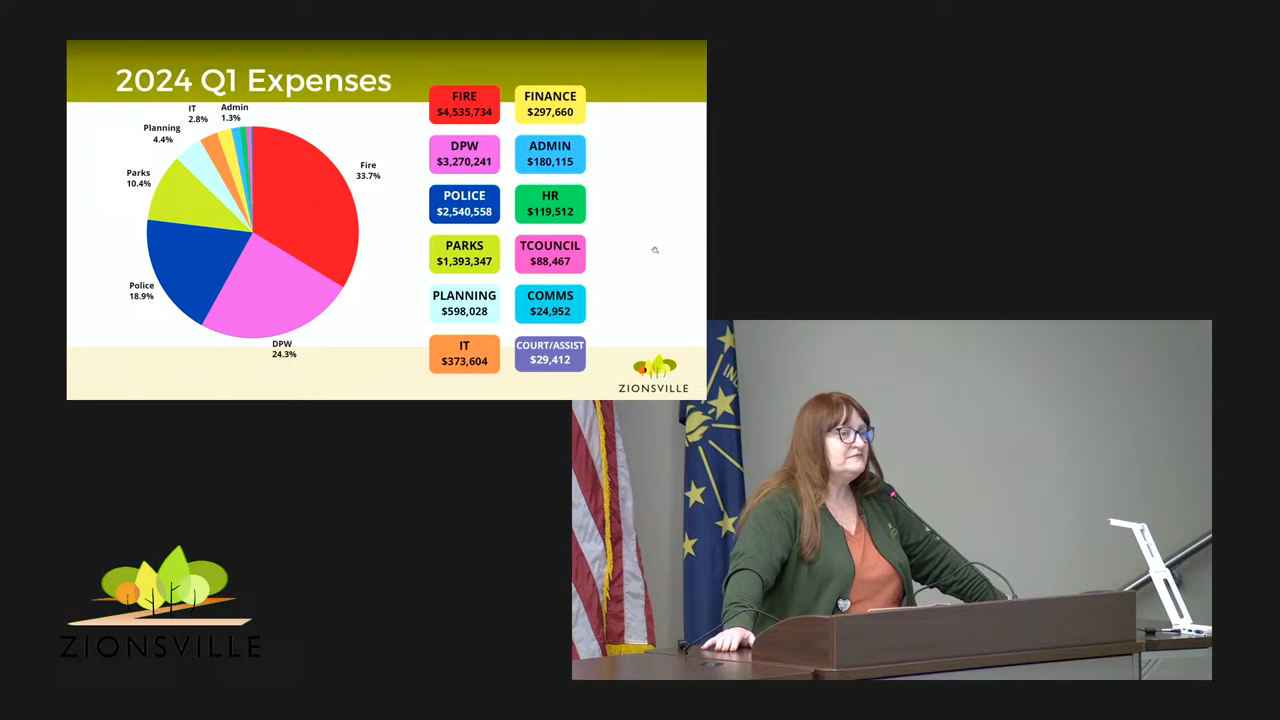 2024 Q1 Expenses
IT
2.8%
Admin
1.3%
Planning
4.4%
Parks
10.4%
Fire
33.7%
Police
18.9%
DPW
24.3%
FIRE
$4,535,734
FINANCE
$297,660
DPW
$3,270,241
ADMIN
$180,115
POLICE
$2,540,558
HR
$119,512
PARKS
$1,393,347
TCOUNCIL
$88,467
PLANNING
$598,028
COMMS
$24,952
IT
$373,604
COURT/ASSIST
$29,412
ZIONSVILLE
IND
ZIONSVILLE